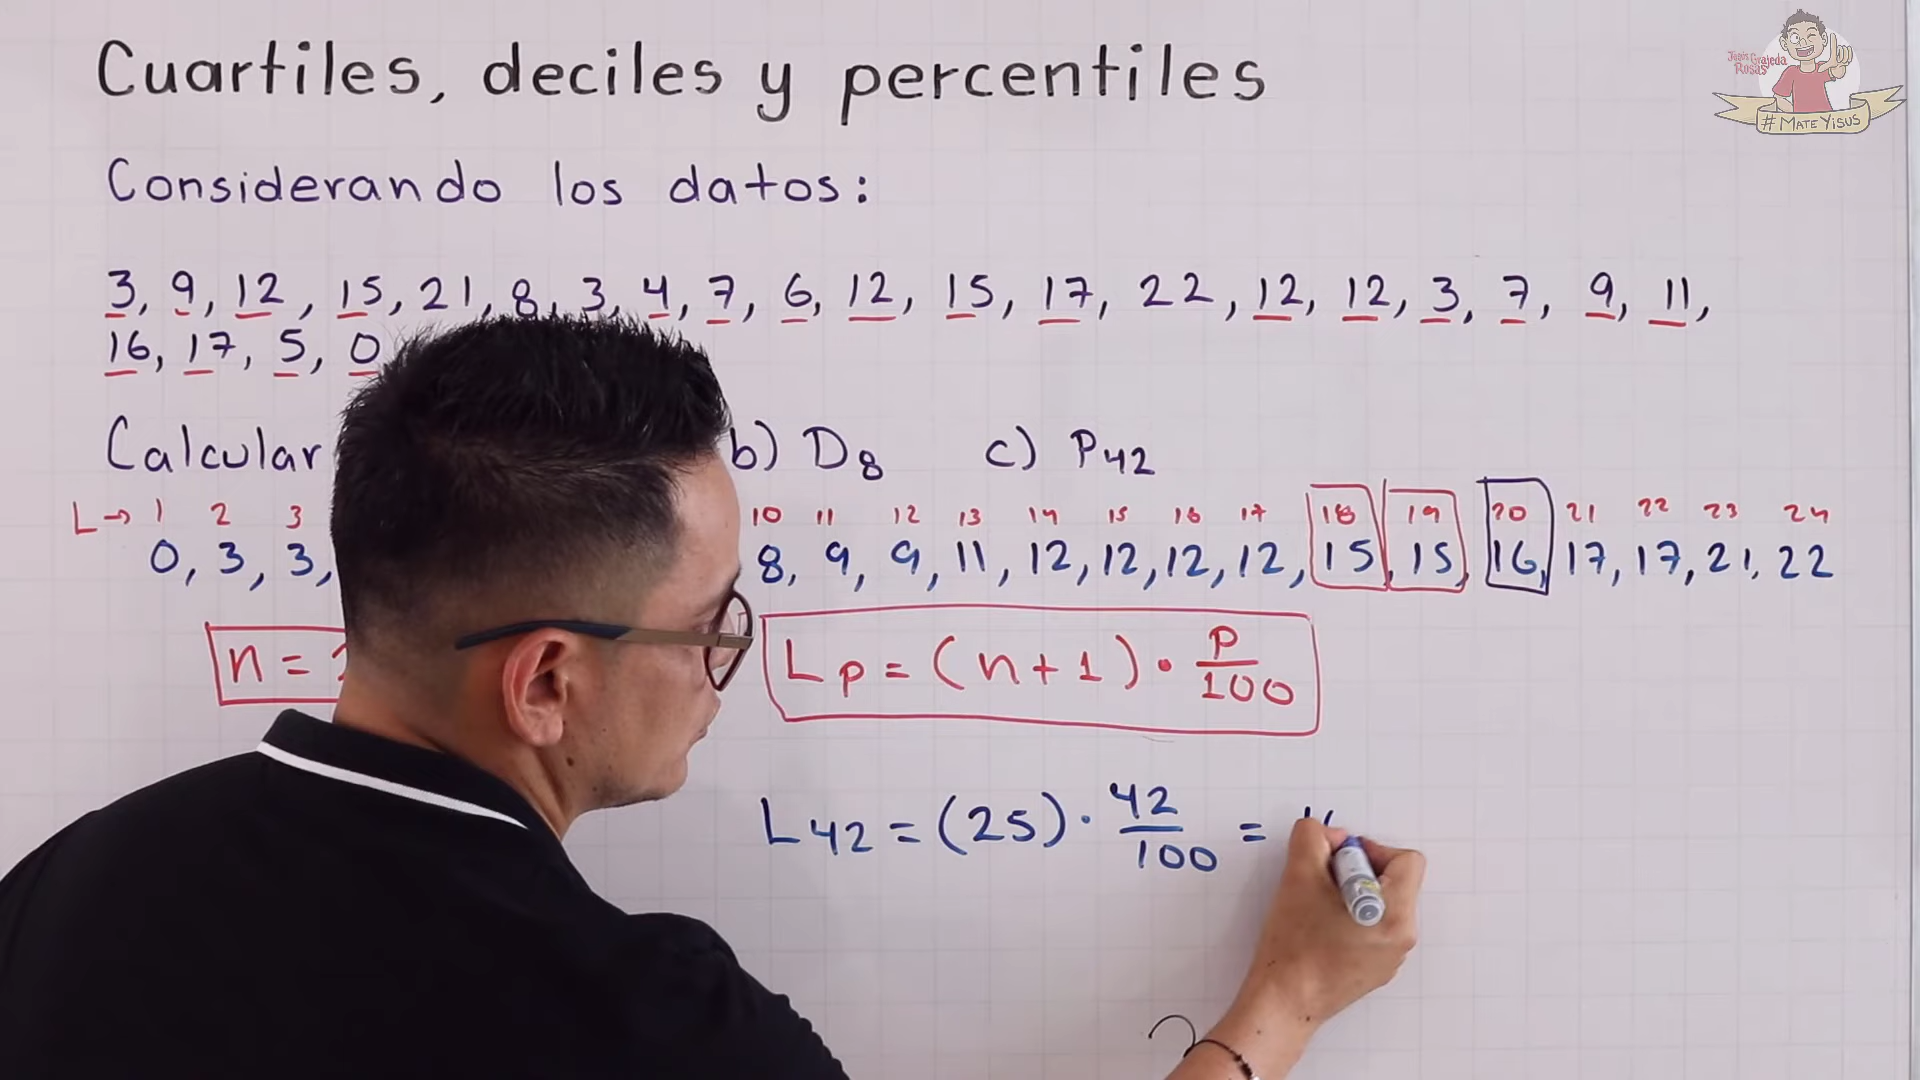 Cuartiles, deciles y percentiles
Jesús Grajeda Rosas
#MATEYISUS
Considerando los datos:
3, 9, 12, 15, 21, 8, 3, 4, 7, 6, 12, 15, 17, 22, 12, 12, 3, 7, 9, 11,
16, 17, 5, 0
Calcular b) D8 c) P42
L→ 1 2 3 10 11 12 13 14 15 16 17 18 19 20 21 22 23 24
0, 3, 3, 8, 9, 9, 11, 12, 12, 12, 12, 15, 15, 16, 17, 17, 21, 22
n =
Lp = (n+1) · P/100
L42 = (25) · 42/100 =